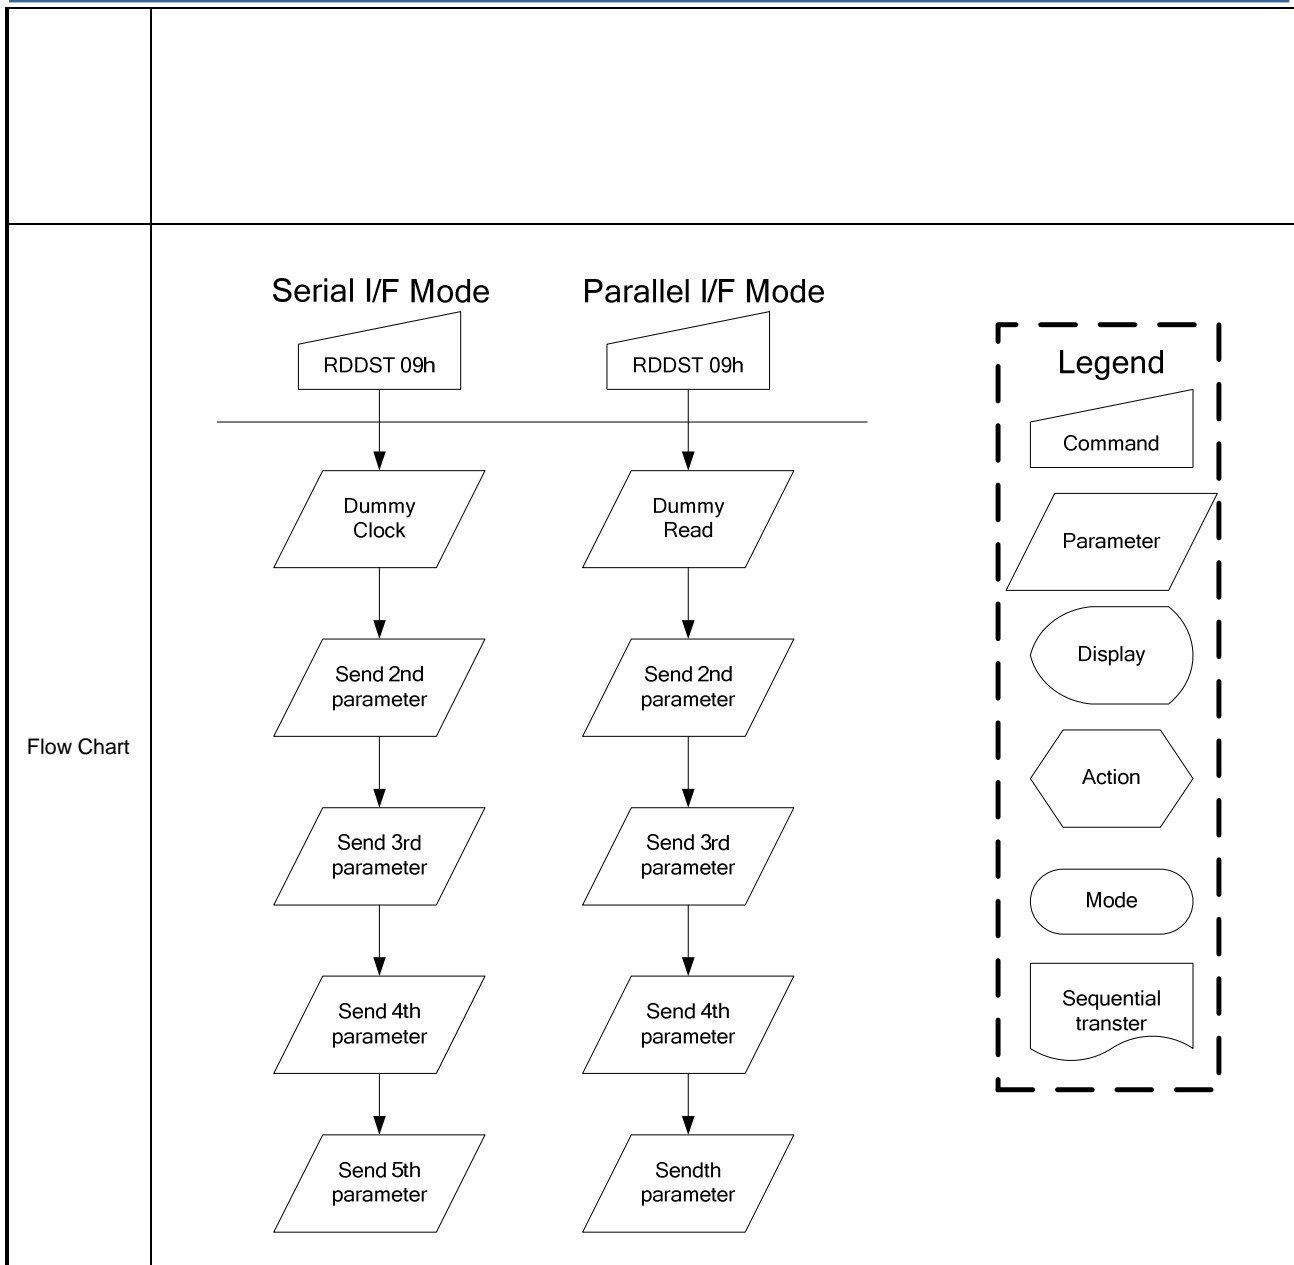 Flow Chart
Serial I/F Mode
RDDST 09h
Dummy
Clock
Send 2nd
parameter
Send 3rd
parameter
Send 4th
parameter
Send 5th
parameter
Parallel I/F Mode
RDDST 09h
Dummy
Read
Send 2nd
parameter
Send 3rd
parameter
Send 4th
parameter
Sendth
parameter
Legend
Command
Parameter
Display
Action
Mode
Sequential
transter